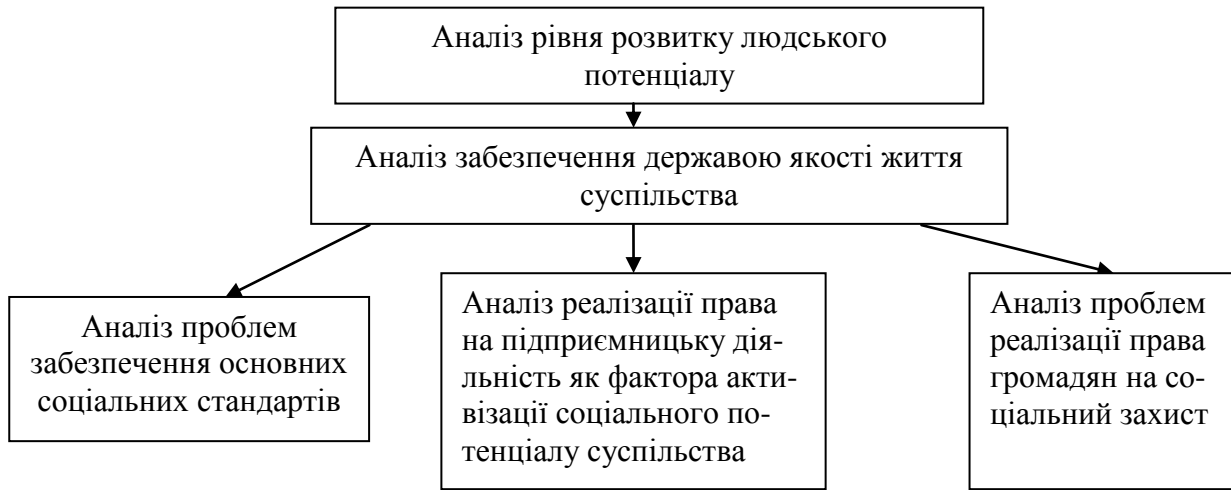 Аналіз рівня розвитку людського
потенціалу
Аналіз забезпечення державою якості життя
суспільства
Аналіз проблем
забезпечення основних
соціальних стандартів
Аналіз реалізації права
на підприємницьку дія-
льність як фактора акти-
візації соціального по-
тенціалу суспільства
Аналіз проблем
реалізації права
громадян на со-
ціальний захист